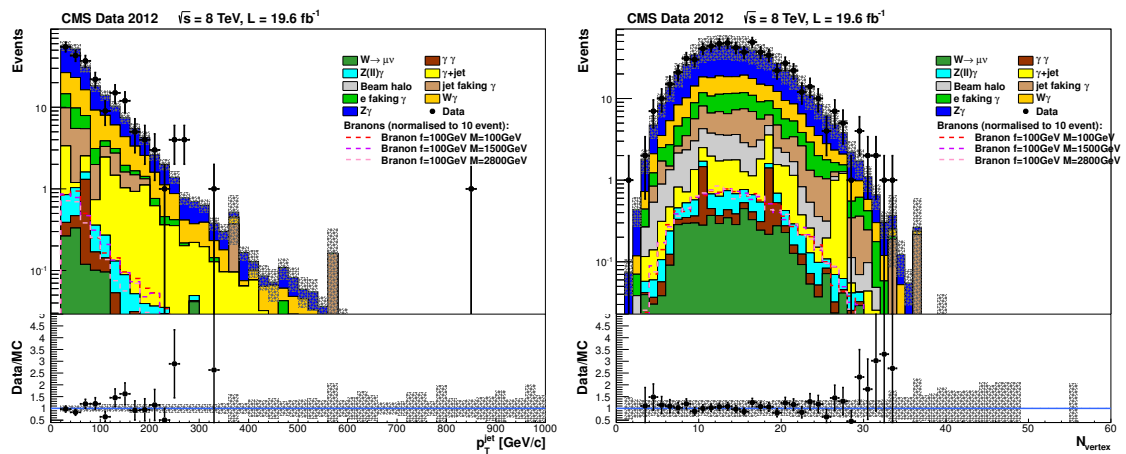 CMS Data 2012 √s = 8 TeV, L = 19.6 fb⁻¹
Events
W→ μν
γ γ
Z(ll)γ
γ+jet
Beam halo
jet faking γ
e faking γ
Wγ
Zγ
Data
Branons (normalised to 10 event):
Branon f=100GeV M=100GeV
Branon f=100GeV M=1500GeV
Branon f=100GeV M=2800GeV
10
1
10⁻¹
Data/MC
5
4.5
4
3.5
3
2.5
2
1.5
1
0.5
0 200 400 600 800 1000
p_T^jet [GeV/c]
CMS Data 2012 √s = 8 TeV, L = 19.6 fb⁻¹
Events
W→ μν
γ γ
Z(ll)γ
γ+jet
Beam halo
jet faking γ
e faking γ
Wγ
Zγ
Data
Branons (normalised to 10 event):
Branon f=100GeV M=100GeV
Branon f=100GeV M=1500GeV
Branon f=100GeV M=2800GeV
10
1
10⁻¹
Data/MC
5
4.5
4
3.5
3
2.5
2
1.5
1
0.5
0 10 20 30 40 50 60
N_vertex